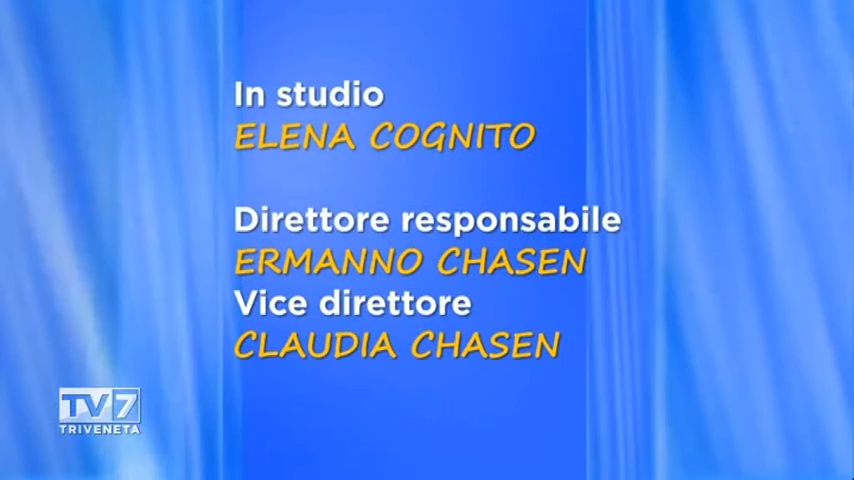 In studio
ELENA COGNITO
Direttore responsabile
ERMANNO CHASEN
Vice direttore
CLAUDIA CHASEN
TV7
TRIVENETA